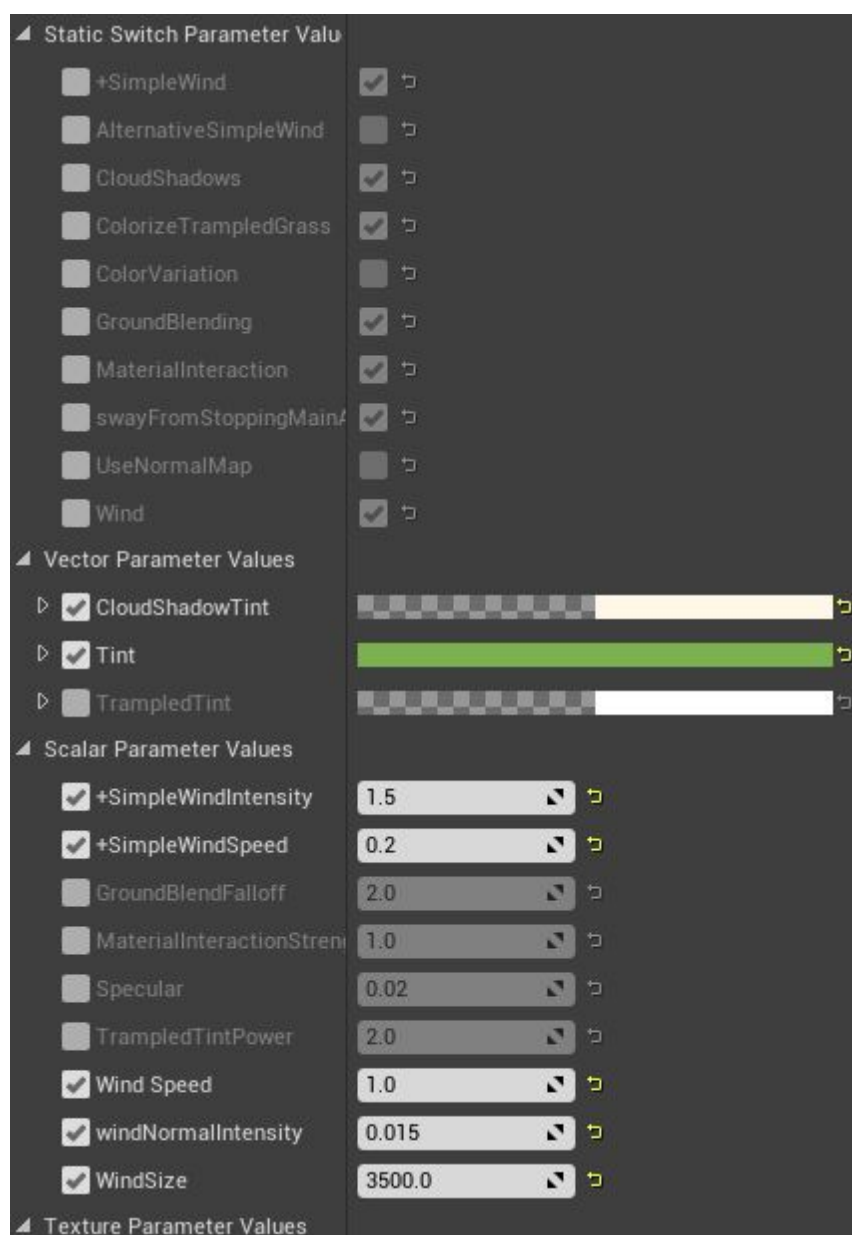 Static Switch Parameter Valu
+SimpleWind
AlternativeSimpleWind
CloudShadows
ColorizeTrampledGrass
ColorVariation
GroundBlending
MaterialInteraction
swayFromStoppingMainA
UseNormalMap
Wind
Vector Parameter Values
CloudShadowTint
Tint
TrampledTint
Scalar Parameter Values
+SimpleWindIntensity 1.5
+SimpleWindSpeed 0.2
GroundBlendFalloff 2.0
MaterialInteractionStren 1.0
Specular 0.02
TrampledTintPower 2.0
Wind Speed 1.0
windNormalIntensity 0.015
WindSize 3500.0
Texture Parameter Values